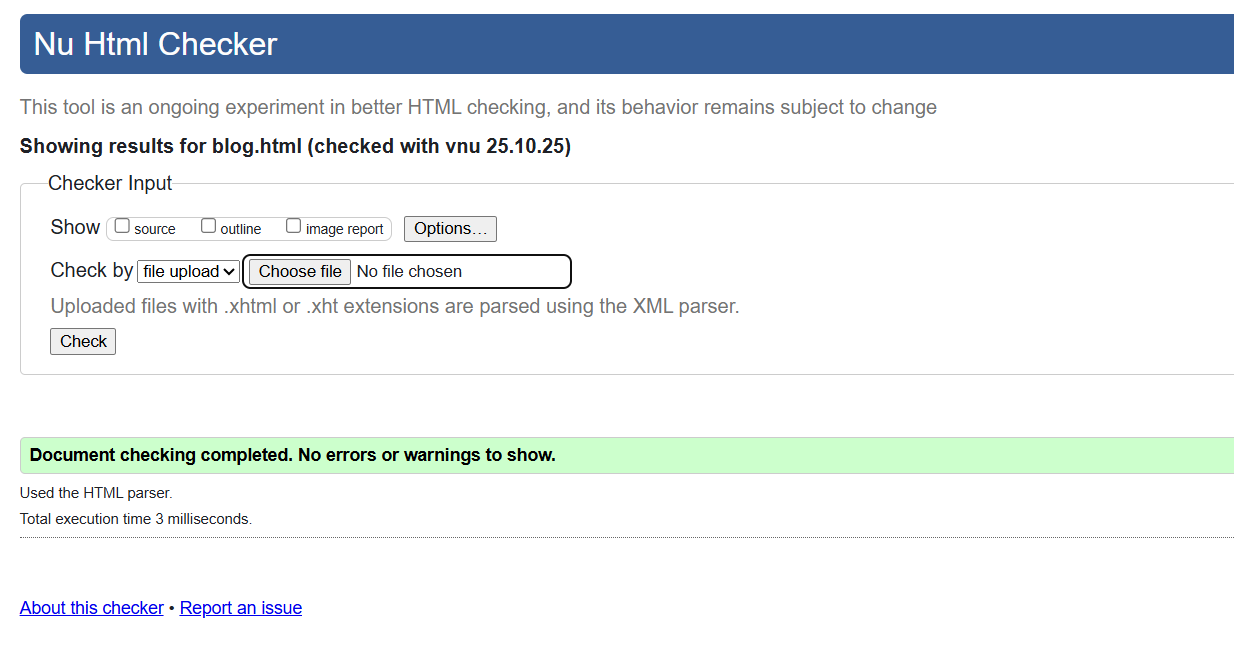 Nu Html Checker
This tool is an ongoing experiment in better HTML checking, and its behavior remains subject to change
Showing results for blog.html (checked with vnu 25.10.25)
Checker Input
Show source outline image report Options…
Check by file upload Choose file No file chosen
Uploaded files with .xhtml or .xht extensions are parsed using the XML parser.
Check
Document checking completed. No errors or warnings to show.
Used the HTML parser.
Total execution time 3 milliseconds.
About this checker • Report an issue